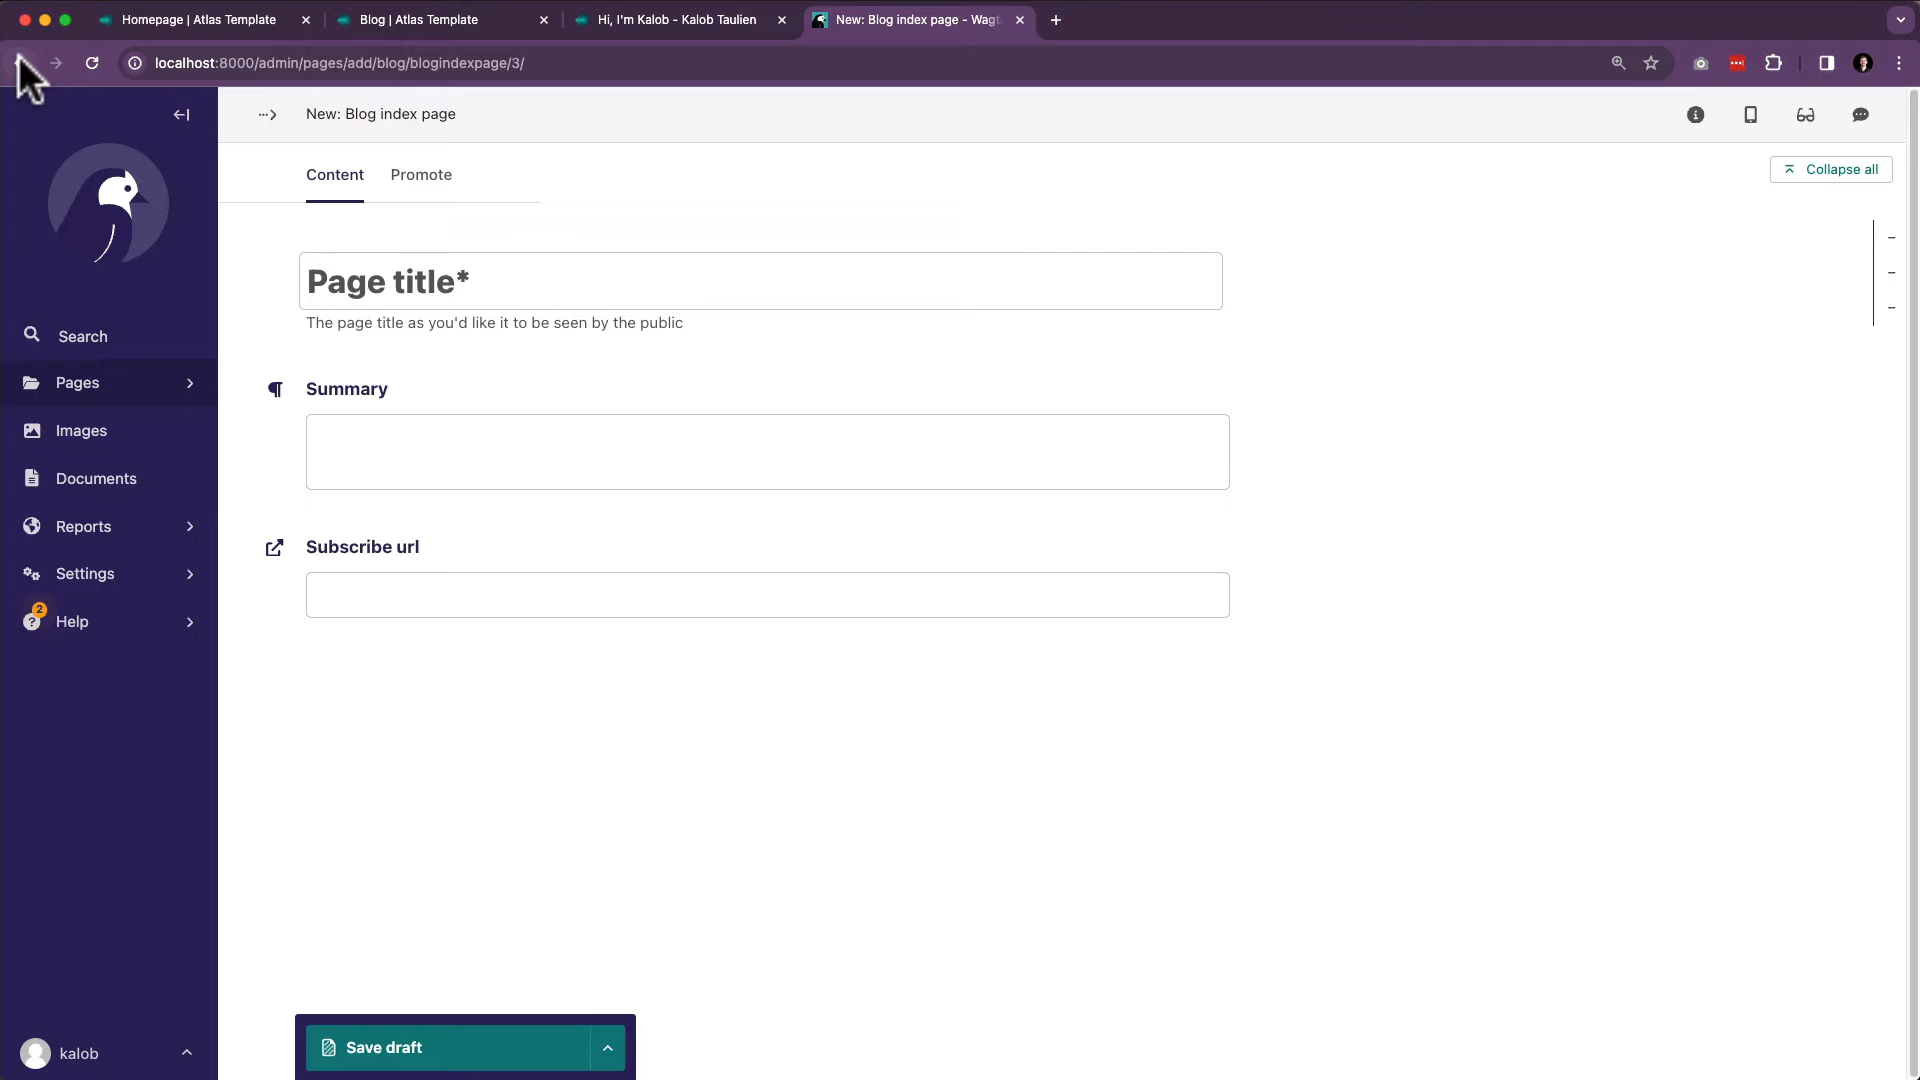 Homepage | Atlas Template
Blog | Atlas Template
Hi, I'm Kalob - Kalob Taulien
New: Blog index page - Wagt
localhost:8000/admin/pages/add/blog/blogindexpage/3/
New: Blog index page
Content
Promote
Collapse all
Page title*
The page title as you'd like it to be seen by the public
Search
Pages
Images
Documents
Reports
Settings
2
Help
Summary
Subscribe url
Save draft
kalob